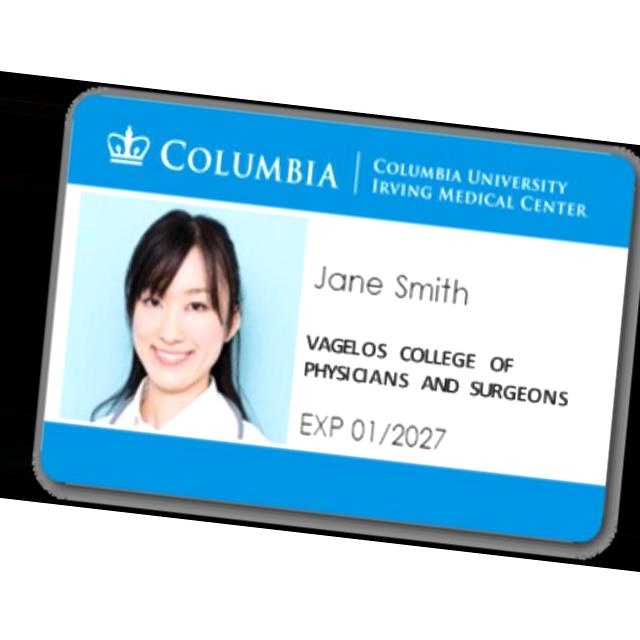 COLUMBIA
COLUMBIA UNIVERSITY
IRVING MEDICAL CENTER
Jane Smith
VAGELOS COLLEGE OF
PHYSICIANS AND SURGEONS
EXP 01/2027